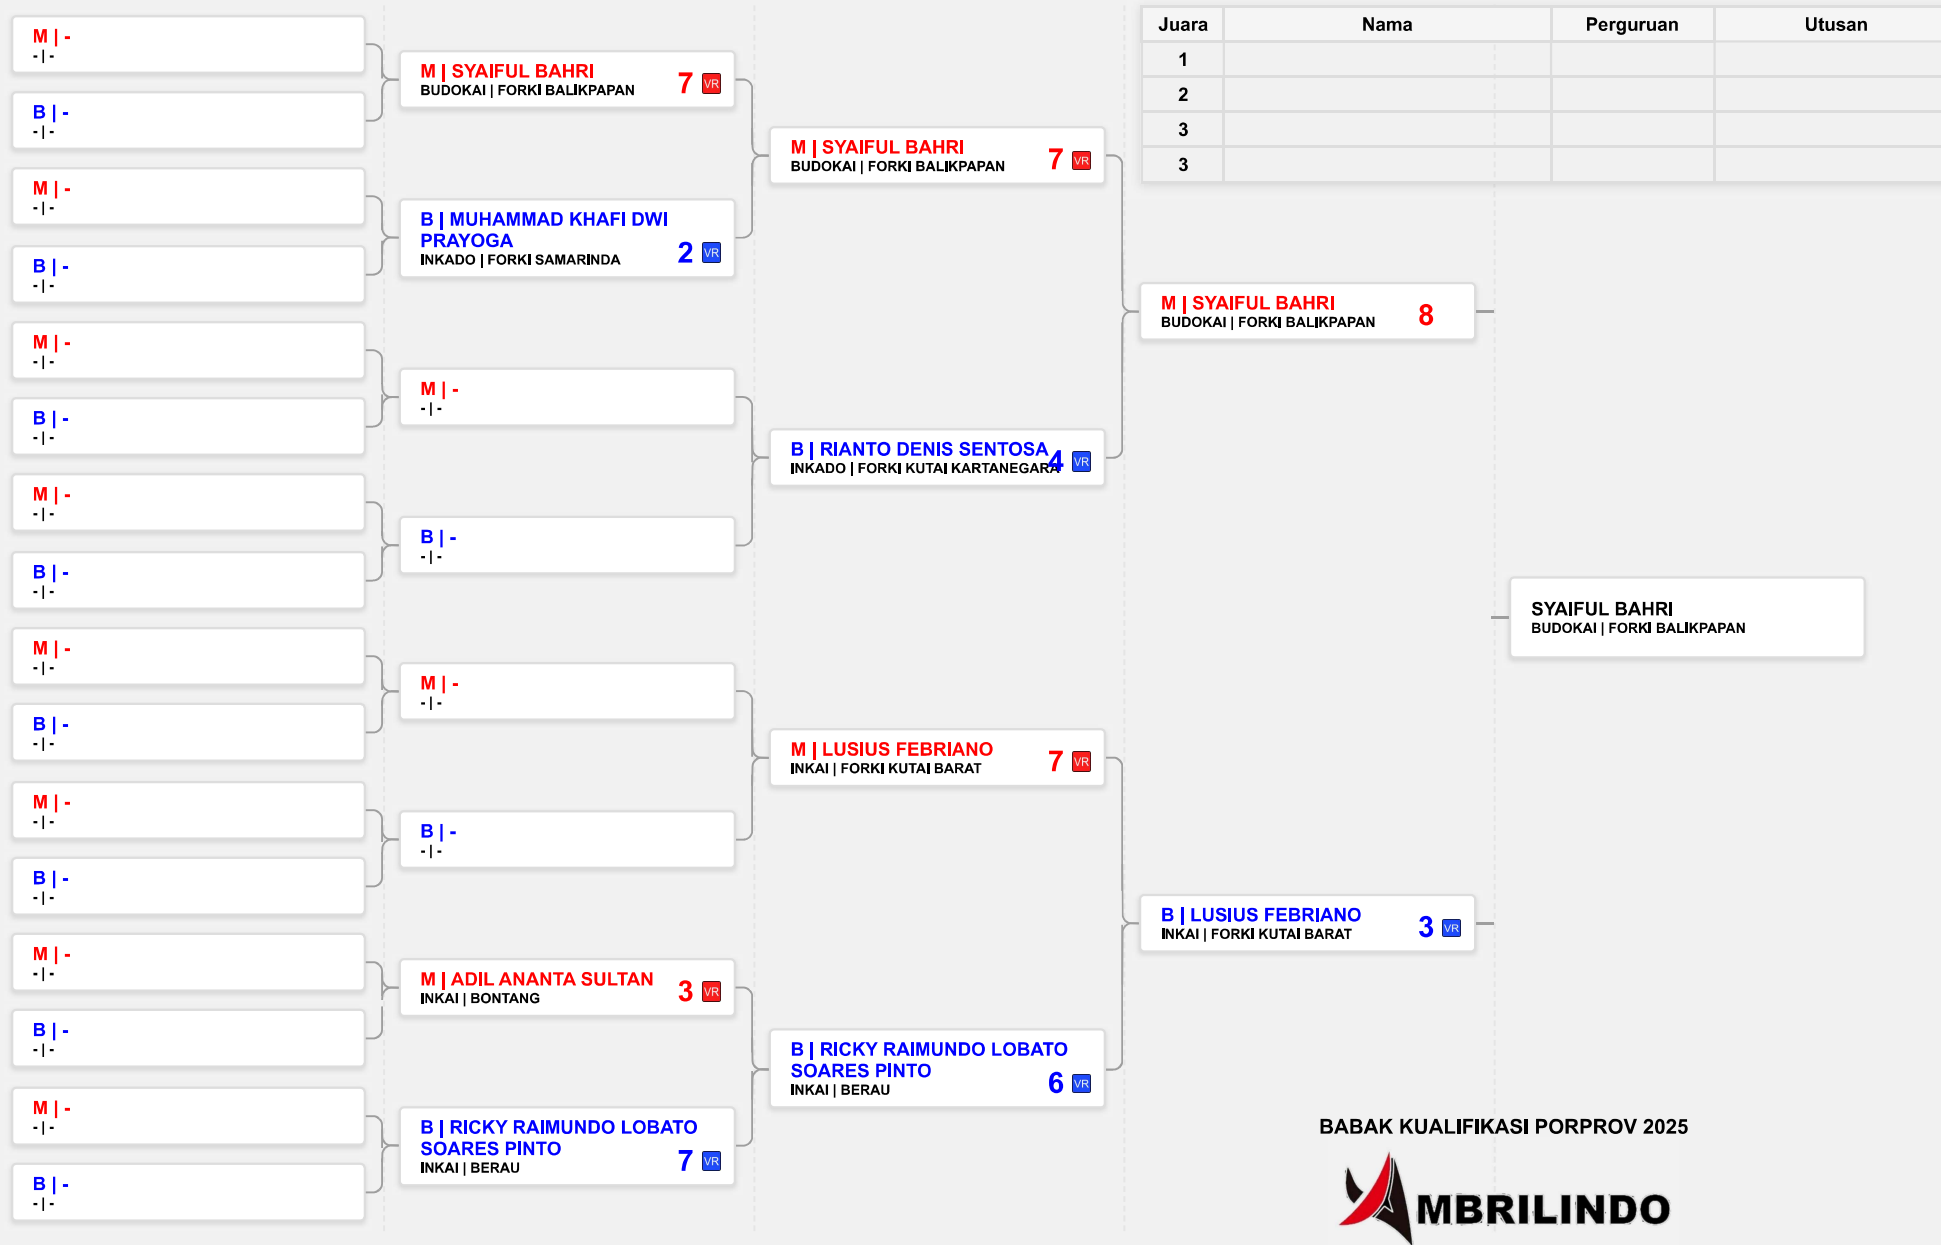 M | -
- | -
B | -
- | -
M | -
- | -
B | -
- | -
M | -
- | -
B | -
- | -
M | -
- | -
B | -
- | -
M | -
- | -
B | -
- | -
M | -
- | -
B | -
- | -
M | -
- | -
B | -
- | -
M | -
- | -
B | -
- | -
M | SYAIFUL BAHRI
BUDOKAI | FORKI BALIKPAPAN
7 VR
B | MUHAMMAD KHAFI DWI
PRAYOGA
INKADO | FORKI SAMARINDA
2 VR
M | -
- | -
B | -
- | -
M | -
- | -
B | -
- | -
M | ADIL ANANTA SULTAN
INKAI | BONTANG
3 VR
B | RICKY RAIMUNDO LOBATO
SOARES PINTO
INKAI | BERAU
7 VR
M | SYAIFUL BAHRI
BUDOKAI | FORKI BALIKPAPAN
7 VR
B | RIANTO DENIS SENTOSA
INKADO | FORKI KUTAI KARTANEGARA
4 VR
M | LUSIUS FEBRIANO
INKAI | FORKI KUTAI BARAT
7 VR
B | RICKY RAIMUNDO LOBATO
SOARES PINTO
INKAI | BERAU
6 VR
M | SYAIFUL BAHRI
BUDOKAI | FORKI BALIKPAPAN
8
B | LUSIUS FEBRIANO
INKAI | FORKI KUTAI BARAT
3 VR
SYAIFUL BAHRI
BUDOKAI | FORKI BALIKPAPAN
Juara Nama Perguruan Utusan
1
2
3
3
BABAK KUALIFIKASI PORPROV 2025
MBRILINDO